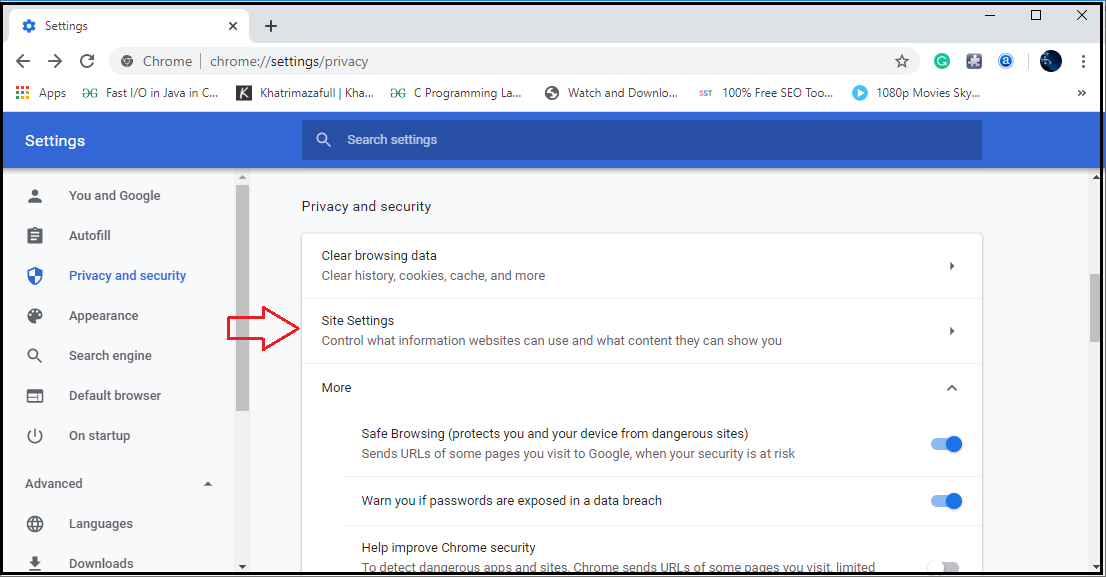 Settings
Chrome
chrome://settings/privacy
Apps
Fast I/O in Java in C...
Khatrimazafull | Kha...
C Programming La...
Watch and Downlo...
SST
100% Free SEO Too...
1080p Movies Sky...
Settings
Search settings
You and Google
Autofill
Privacy and security
Appearance
Search engine
Default browser
On startup
Advanced
Languages
Downloads
Privacy and security
Clear browsing data
Clear history, cookies, cache, and more
Site Settings
Control what information websites can use and what content they can show you
More
Safe Browsing (protects you and your device from dangerous sites)
Sends URLs of some pages you visit to Google, when your security is at risk
Warn you if passwords are exposed in a data breach
Help improve Chrome security
To detect dangerous apps and sites, Chrome sends URLs of some pages you visit, limited